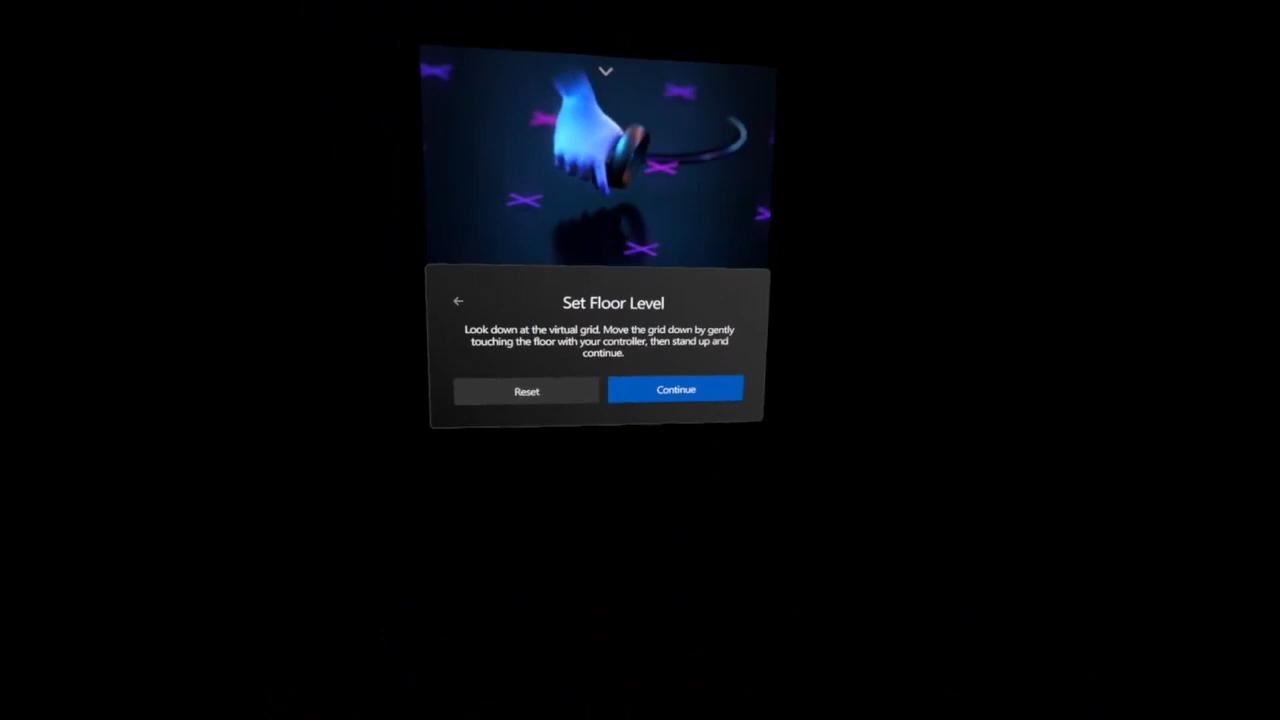 Set Floor Level
Look down at the virtual grid. Move the grid down by gently
touching the floor with your controller, then stand up and
continue.
Reset
Continue